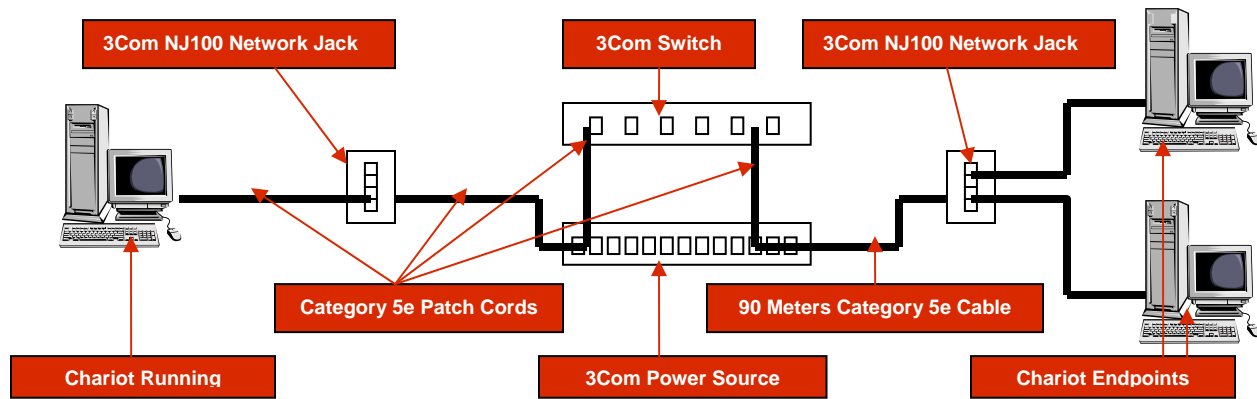 3Com NJ100 Network Jack
3Com Switch
3Com NJ100 Network Jack
Category 5e Patch Cords
90 Meters Category 5e Cable
Chariot Running
3Com Power Source
Chariot Endpoints